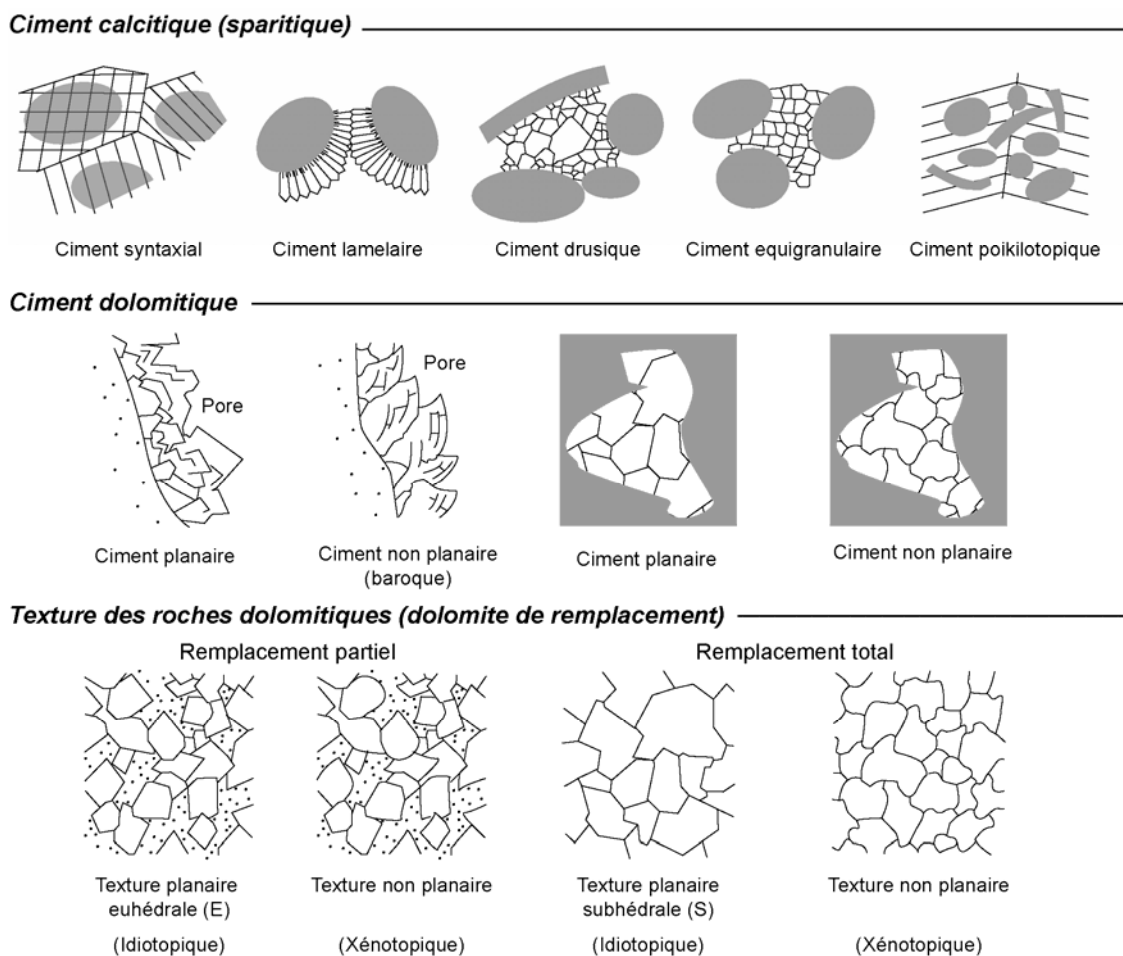 Ciment calcitique (sparitique)
Ciment syntaxial
Ciment lamelaire
Ciment drusique
Ciment equigranulaire
Ciment poikilotopique
Ciment dolomitique
Pore
Pore
Ciment planaire
Ciment non planaire
(baroque)
Ciment planaire
Ciment non planaire
Texture des roches dolomitiques (dolomite de remplacement)
Remplacement partiel
Remplacement total
Texture planaire
euhédrale (E)
(Idiotopique)
Texture non planaire
(Xénotopique)
Texture planaire
subhédrale (S)
(Idiotopique)
Texture non planaire
(Xénotopique)